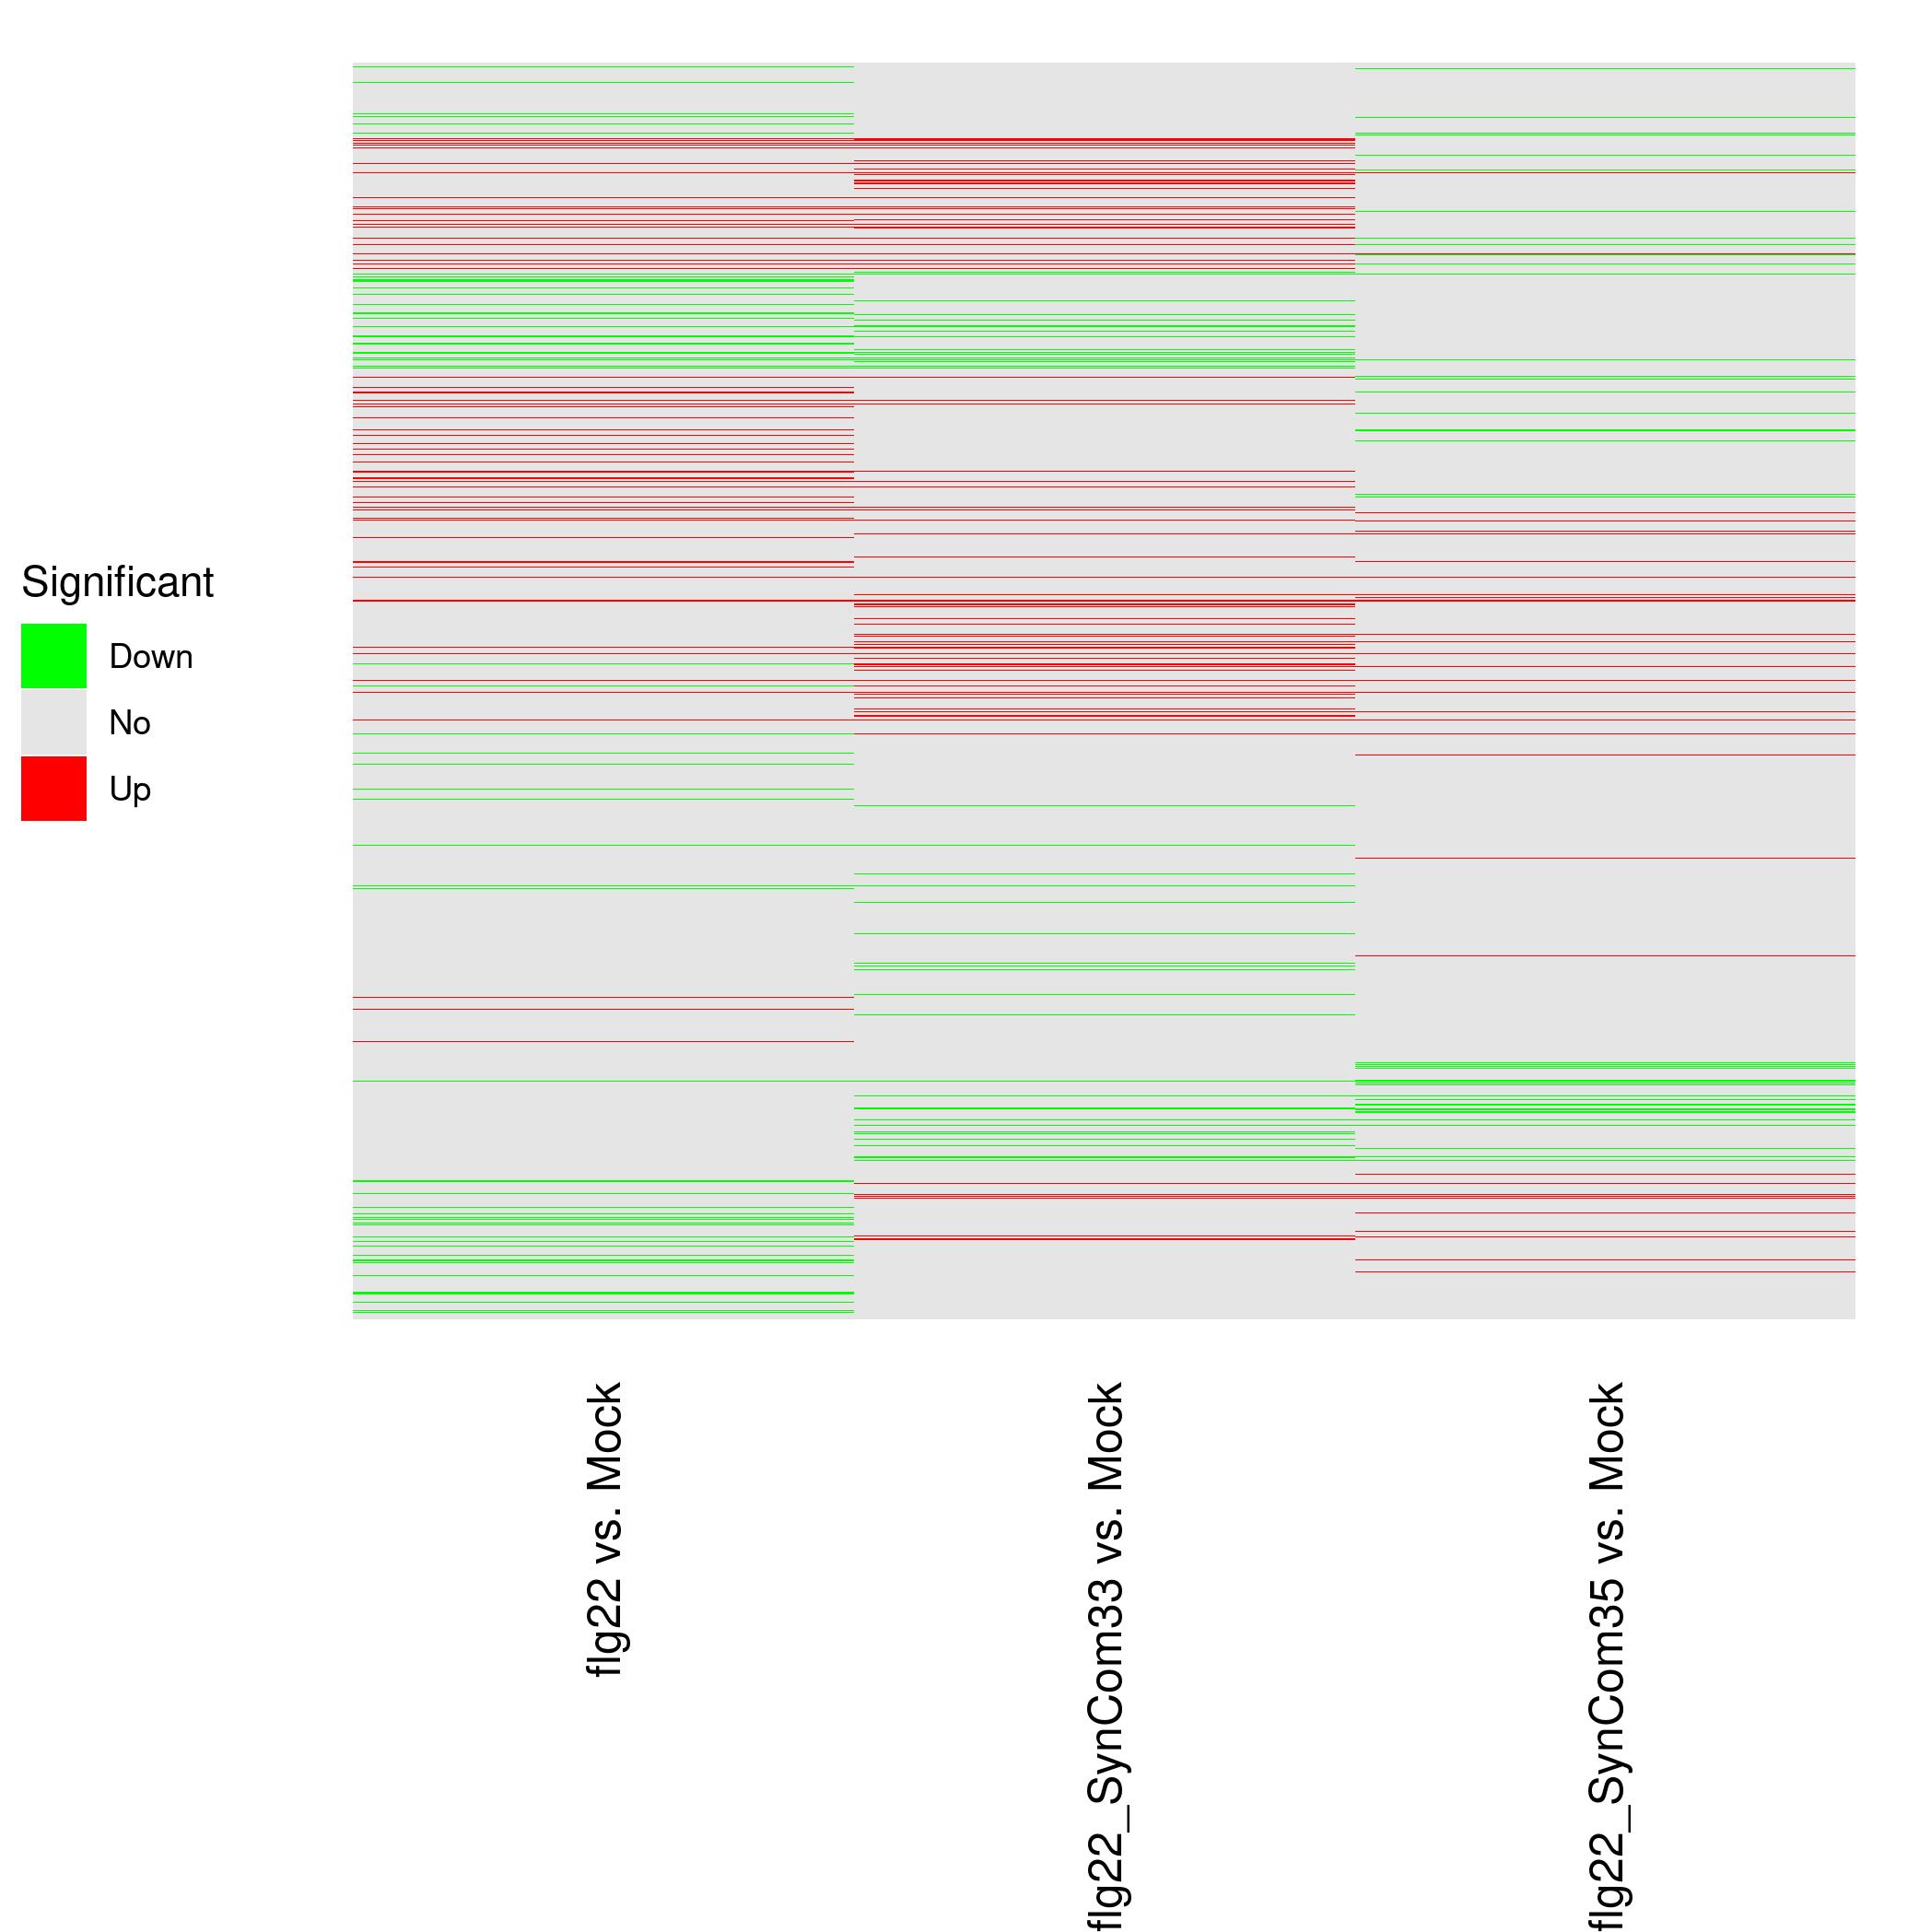 Significant
Down
No
Up
flg22 vs. Mock
flg22_SynCom33 vs. Mock
flg22_SynCom35 vs. Mock